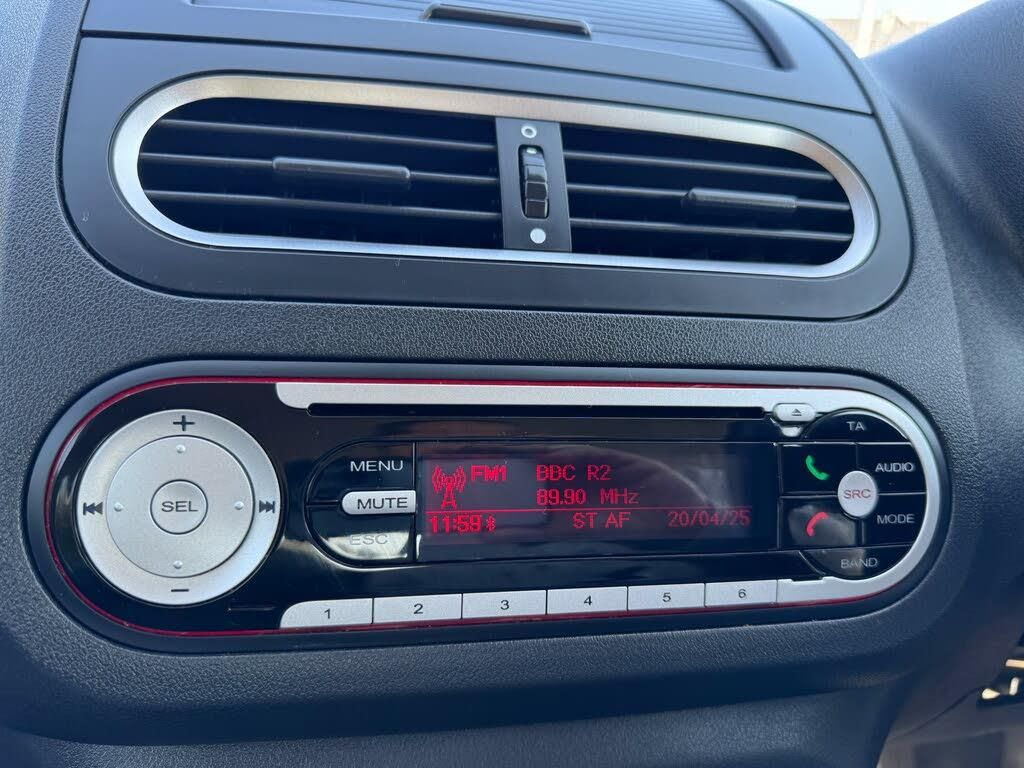 TA
MENU
FM1 BBC R2
AUDIO
SEL
MUTE
89.90 MHz
SRC
11:59 ST AF 20/04/25
MODE
ESC
BAND
1 2 3 4 5 6